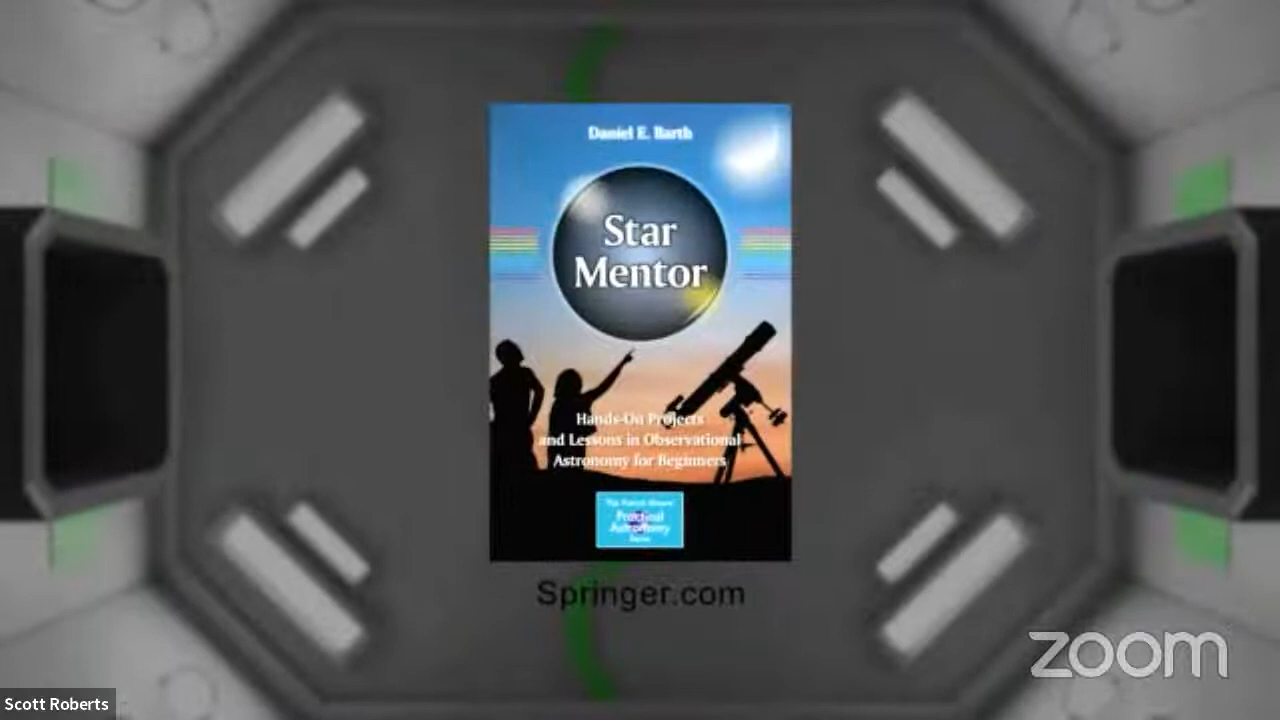 Daniel E. Barth
Star
Mentor
Hands-On Projects
and Lessons in Observational
Astronomy for Beginners
Practical
Astronomy
Series
Springer.com
zoom
Scott Roberts